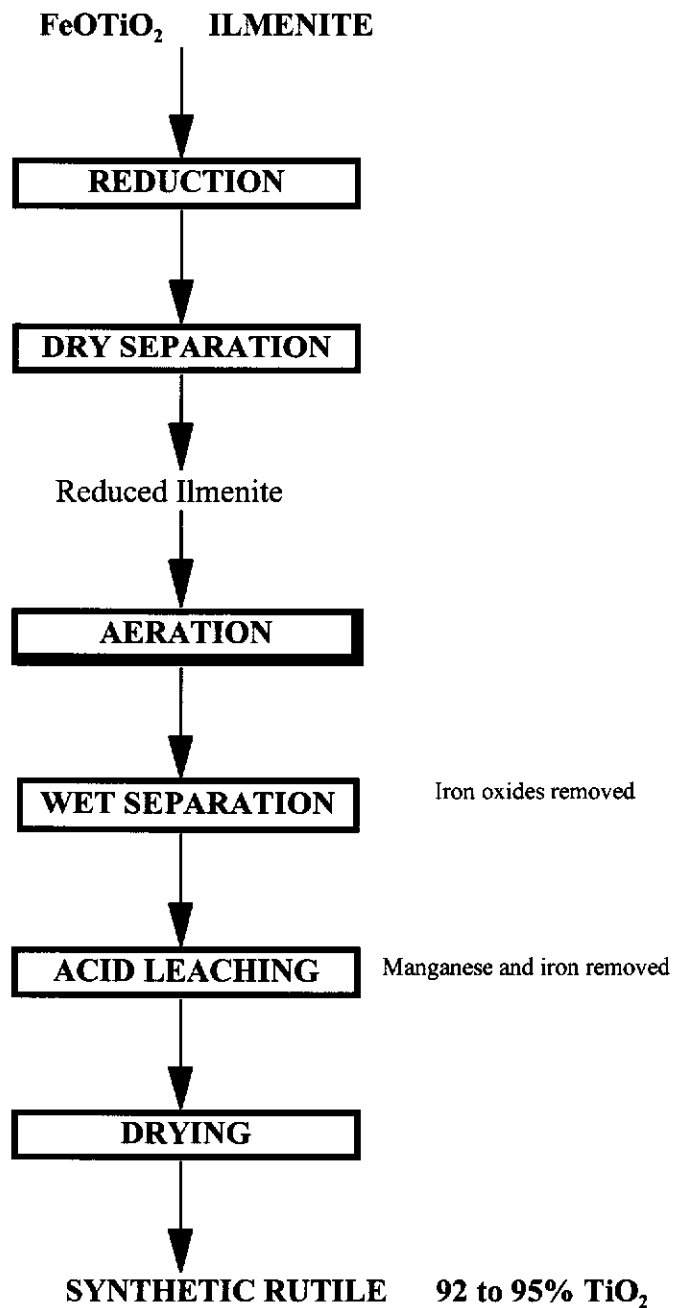 FeOTiO₂ ILMENITE
REDUCTION
DRY SEPARATION
Reduced Ilmenite
AERATION
WET SEPARATION Iron oxides removed
ACID LEACHING Manganese and iron removed
DRYING
SYNTHETIC RUTILE 92 to 95% TiO₂